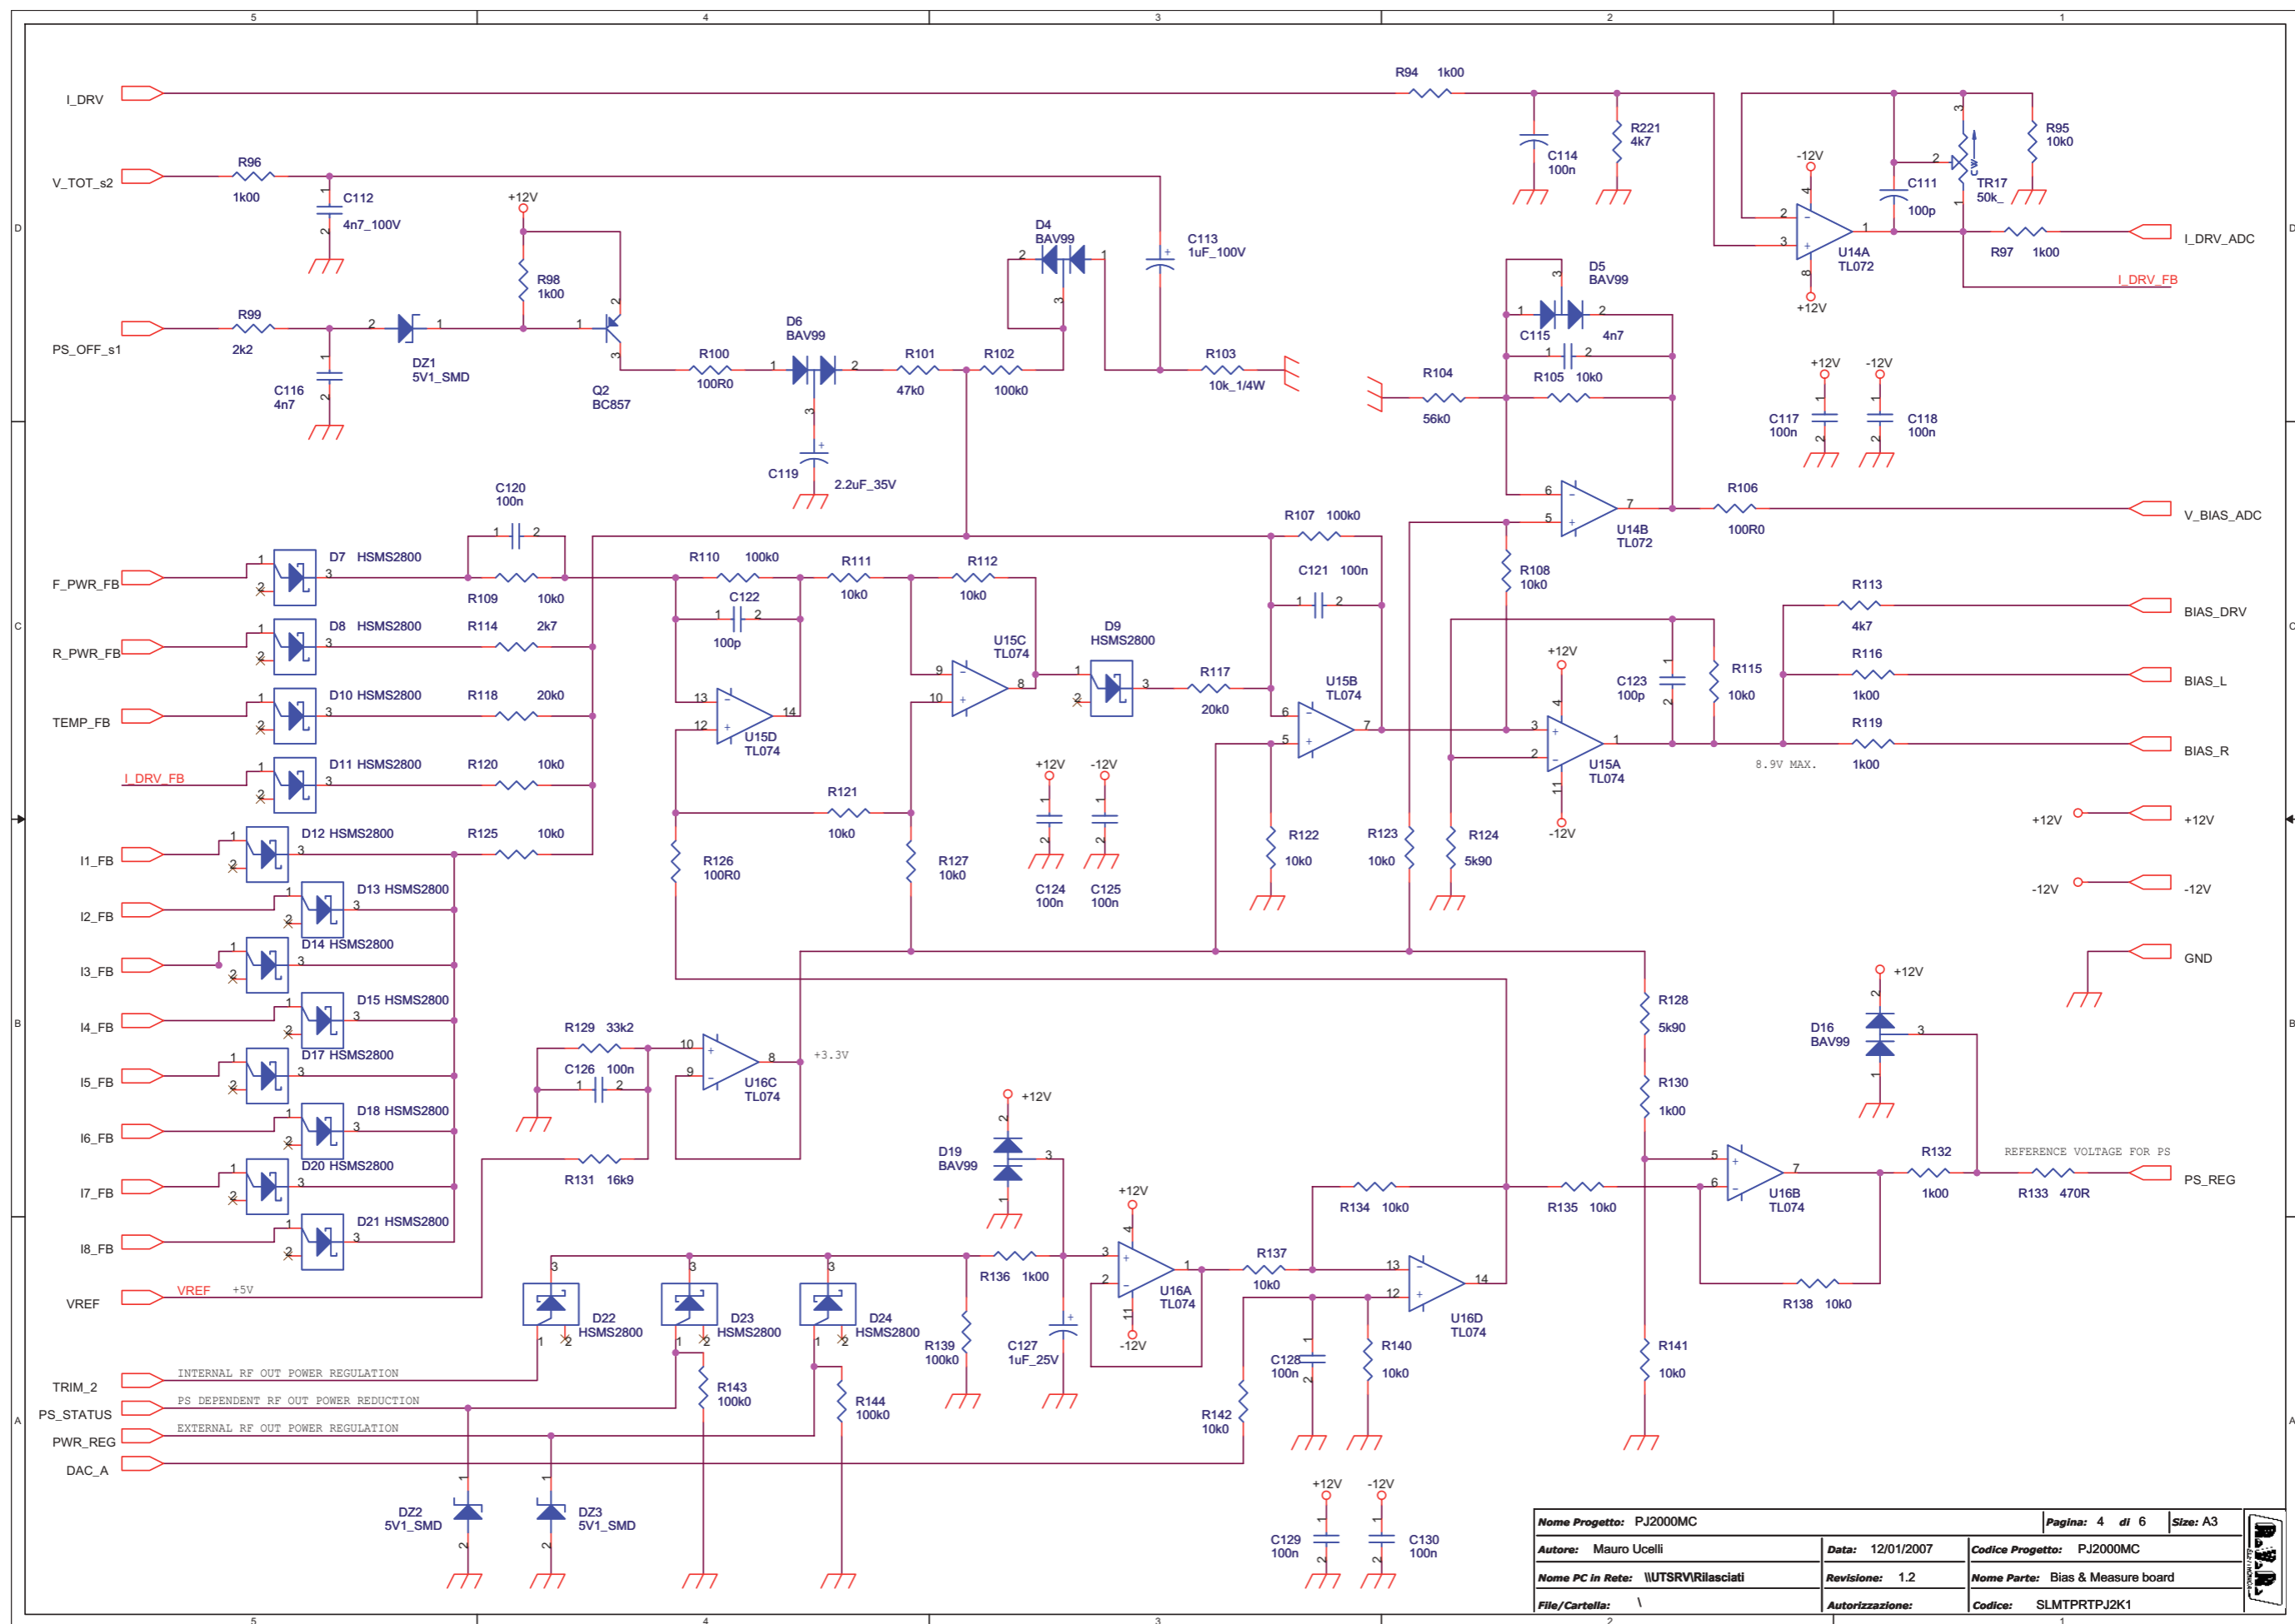 5 4 3 2 1
D
C
B
A
I_DRV
R94 1k00
C114
100n
R221
4k7
-12V
U14A
TL072
+12V
C111
100p
CW
TR17
50k_
R95
10k0
R97 1k00
I_DRV_ADC
I_DRV_FB
V_TOT_s2
R96
1k00
C112
4n7_100V
+12V
R98
1k00
PS_OFF_s1
R99
2k2
C116
4n7
DZ1
5V1_SMD
Q2
BC857
R100
100R0
D6
BAV99
C119
2.2uF_35V
R101
47k0
R102
100k0
D4
BAV99
C113
1uF_100V
R103
10k_1/4W
R104
56k0
D5
BAV99
C115 4n7
R105 10k0
+12V -12V
C117
100n
C118
100n
U14B
TL072
R106
100R0
V_BIAS_ADC
C120
100n
F_PWR_FB
D7 HSMS2800
R109 10k0
R110 100k0
C122
100p
R111
10k0
R112
10k0
R107 100k0
C121 100n
R108
10k0
R113
4k7
BIAS_DRV
R_PWR_FB
D8 HSMS2800
R114 2k7
U15C
TL074
D9
HSMS2800
R117
20k0
U15B
TL074
+12V
C123
100p
R115
10k0
R116
1k00
BIAS_L
TEMP_FB
D10 HSMS2800
R118 20k0
U15D
TL074
U15A
TL074
-12V
8.9V MAX.
R119
1k00
BIAS_R
I_DRV_FB
D11 HSMS2800
R120 10k0
R121
10k0
+12V -12V
C124
100n
C125
100n
R122
10k0
R123
10k0
R124
5k90
+12V +12V
-12V -12V
GND
I1_FB
D12 HSMS2800
R125 10k0
R126
100R0
R127
10k0
I2_FB
D13 HSMS2800
I3_FB
D14 HSMS2800
I4_FB
D15 HSMS2800
I5_FB
D17 HSMS2800
I6_FB
D18 HSMS2800
I7_FB
D20 HSMS2800
I8_FB
D21 HSMS2800
R129 33k2
C126 100n
U16C
TL074
+3.3V
R131 16k9
R128
5k90
R130
1k00
D16
BAV99
+12V
VREF
VREF +5V
D19
BAV99
+12V
U16B
TL074
R132
1k00
REFERENCE VOLTAGE FOR PS
R133 470R
PS_REG
R134 10k0
R135 10k0
R138 10k0
D22
HSMS2800
D23
HSMS2800
D24
HSMS2800
R136 1k00
R139
100k0
C127
1uF_25V
+12V
U16A
TL074
-12V
R137
10k0
U16D
TL074
C128
100n
R140
10k0
R141
10k0
R142
10k0
TRIM_2
INTERNAL RF OUT POWER REGULATION
PS_STATUS
PS DEPENDENT RF OUT POWER REDUCTION
PWR_REG
EXTERNAL RF OUT POWER REGULATION
DAC_A
R143
100k0
R144
100k0
DZ2
5V1_SMD
DZ3
5V1_SMD
+12V -12V
C129
100n
C130
100n
Nome Progetto: PJ2000MC Pagina: 4 di 6 Size: A3
Autore: Mauro Ucelli Data: 12/01/2007 Codice Progetto: PJ2000MC
Nome PC in Rete: \\UTSRV\Rilasciati Revisione: 1.2 Nome Parte: Bias & Measure board
File/Cartella: \ Autorizzazione: Codice: SLMTPRTPJ2K1
R.V.R.
5 4 3 2 1